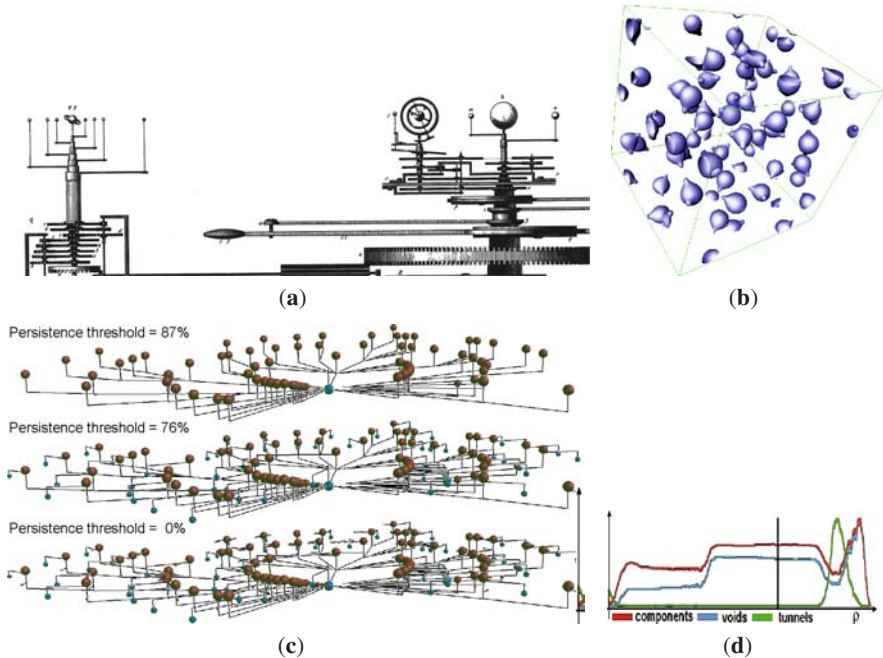 (a)
(b)
Persistence threshold = 87%
Persistence threshold = 76%
Persistence threshold = 0%
(c)
components voids tunnels ρ
(d)